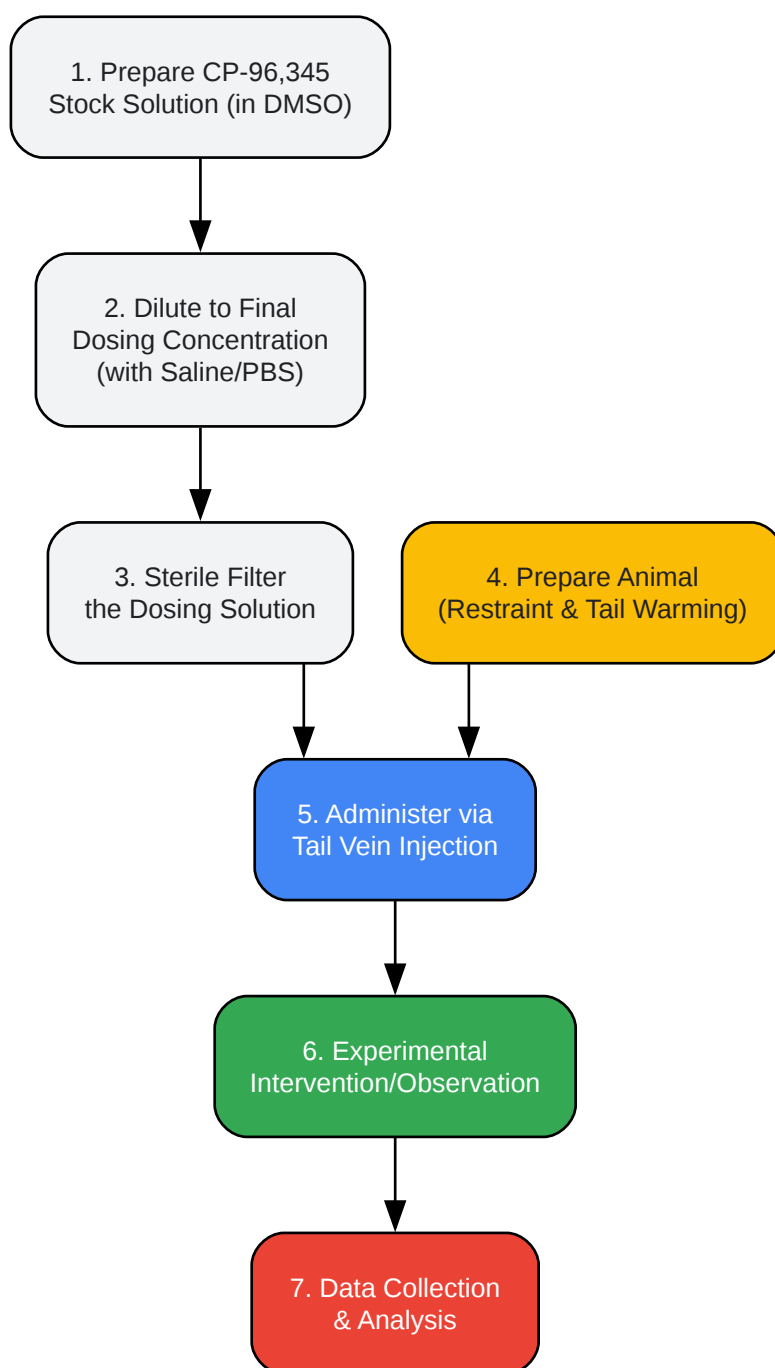 1. Prepare CP-96,345
Stock Solution (in DMSO)
2. Dilute to Final
Dosing Concentration
(with Saline/PBS)
3. Sterile Filter
the Dosing Solution
4. Prepare Animal
(Restraint & Tail Warming)
5. Administer via
Tail Vein Injection
6. Experimental
Intervention/Observation
7. Data Collection
& Analysis